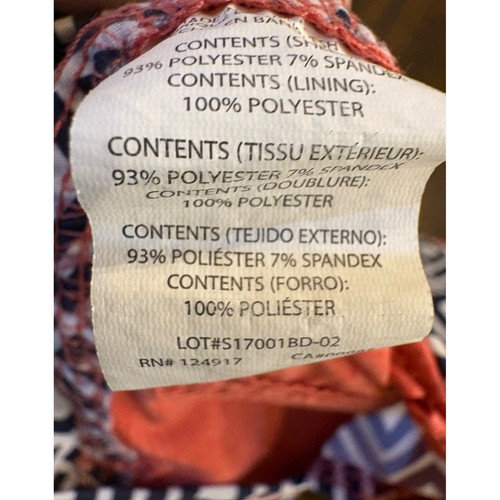 CONTENTS
93% POLYESTER 7% SPANDEX
CONTENTS (LINING):
100% POLYESTER
CONTENTS (TISSU EXTÉRIEUR):
93% POLYESTER 7% SPANDEX
CONTENTS (DOUBLURE):
100% POLYESTER
CONTENTS (TEJIDO EXTERNO):
93% POLIÉSTER 7% SPANDEX
CONTENTS (FORRO):
100% POLIÉSTER
LOT#S17001BD-02
RN# 124917